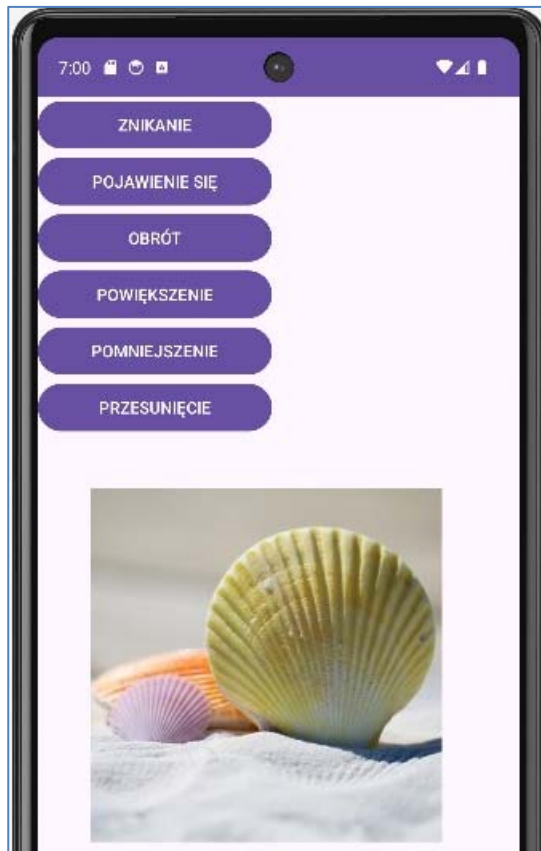 7:00
ZNIKANIE
POJAWIENIE SIĘ
OBRÓT
POWIĘKSZENIE
POMNIEJSZENIE
PRZESUNIĘCIE